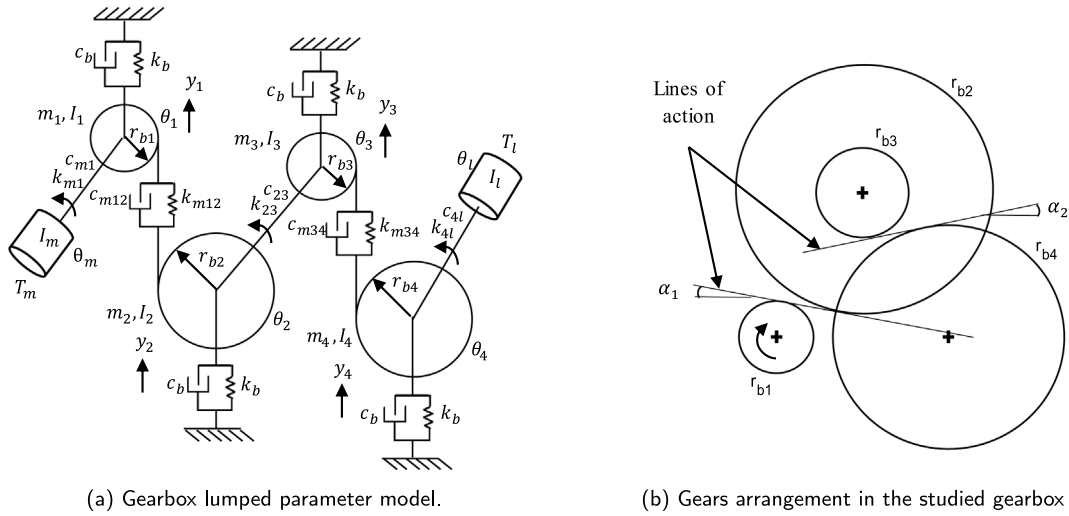 c_b k_b
y_1
m_1, I_1 θ_1
r_b1
c_m1
k_m1
c_m12 k_m12
I_m
θ_m
T_m
r_b2
m_2, I_2 θ_2
y_2
c_b k_b
c_b k_b
y_3
m_3, I_3 θ_3
r_b3
c_23
k_23
c_m34 k_m34
T_l
θ_l
I_l
c_4l
k_4l
r_b4
m_4, I_4 θ_4
y_4
c_b k_b
(a) Gearbox lumped parameter model.
Lines of
action
r_b2
r_b3
α_2
r_b4
α_1
r_b1
(b) Gears arrangement in the studied gearbox